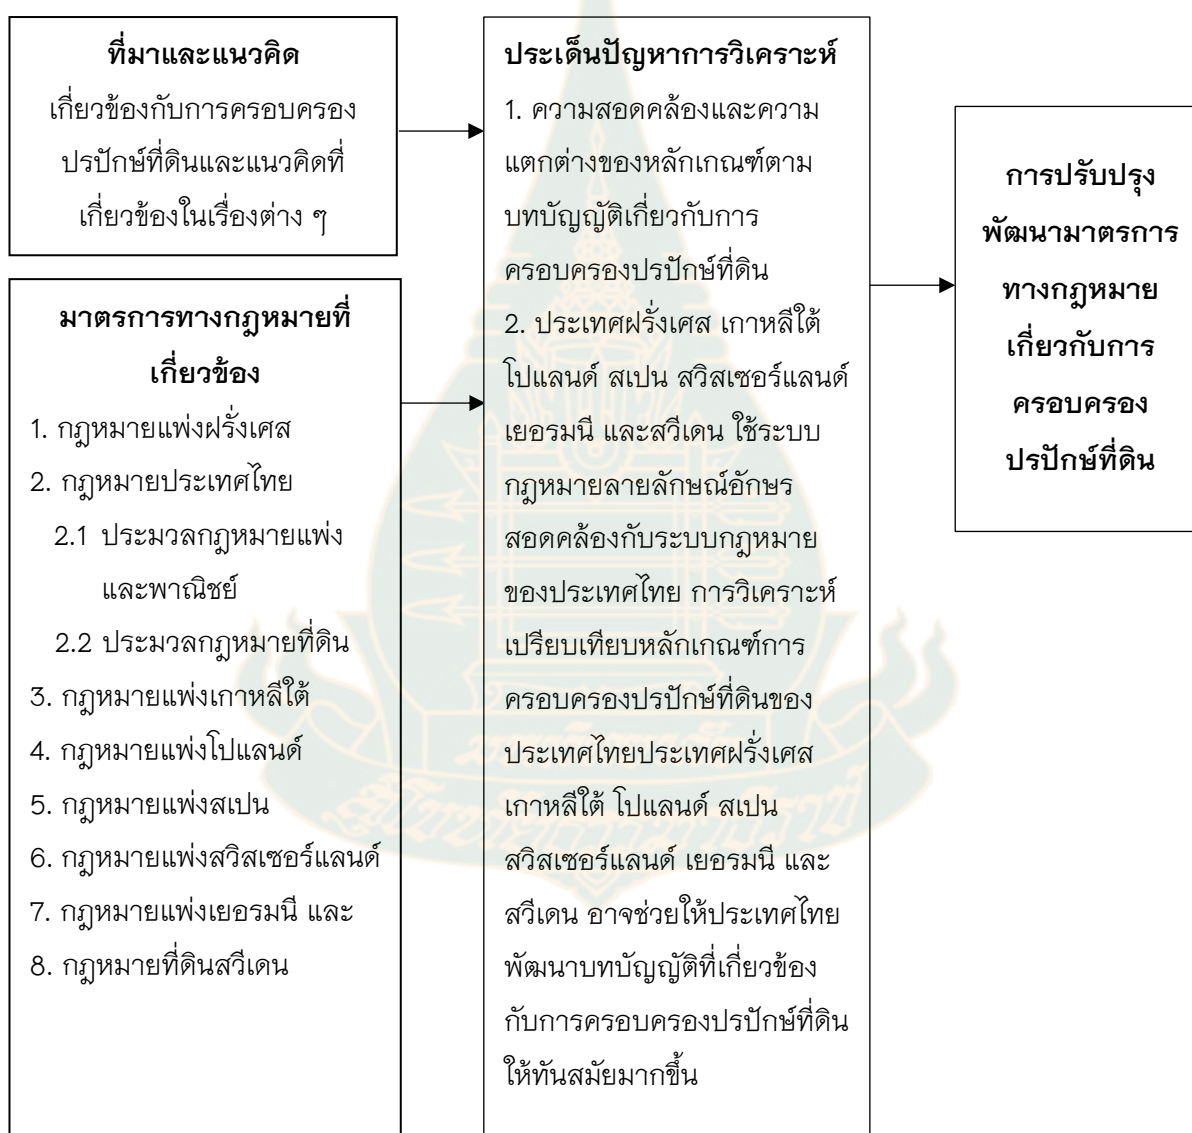 ที่มาและแนวคิด
เกี่ยวข้องกับการครอบครอง
ปรปักษ์ที่ดินและแนวคิดที่
เกี่ยวข้องในเรื่องต่าง ๆ
มาตรการทางกฎหมายที่
เกี่ยวข้อง
1. กฎหมายแพ่งฝรั่งเศส
2. กฎหมายประเทศไทย
2.1 ประมวลกฎหมายแพ่ง
และพาณิชย์
2.2 ประมวลกฎหมายที่ดิน
3. กฎหมายแพ่งเกาหลีใต้
4. กฎหมายแพ่งโปแลนด์
5. กฎหมายแพ่งสเปน
6. กฎหมายแพ่งสวิสเซอร์แลนด์
7. กฎหมายแพ่งเยอรมนี และ
8. กฎหมายที่ดินสวีเดน
ประเด็นปัญหาการวิเคราะห์
1. ความสอดคล้องและความ
แตกต่างของหลักเกณฑ์ตาม
บทบัญญัติเกี่ยวกับการ
ครอบครองปรปักษ์ที่ดิน
2. ประเทศฝรั่งเศส เกาหลีใต้
โปแลนด์ สเปน สวิสเซอร์แลนด์
เยอรมนี และสวีเดน ใช้ระบบ
กฎหมายลายลักษณ์อักษร
สอดคล้องกับระบบกฎหมาย
ของประเทศไทย การวิเคราะห์
เปรียบเทียบหลักเกณฑ์การ
ครอบครองปรปักษ์ที่ดินของ
ประเทศไทยประเทศฝรั่งเศส
เกาหลีใต้ โปแลนด์ สเปน
สวิสเซอร์แลนด์ เยอรมนี และ
สวีเดน อาจช่วยให้ประเทศไทย
พัฒนาบทบัญญัติที่เกี่ยวข้อง
กับการครอบครองปรปักษ์ที่ดิน
ให้ทันสมัยมากขึ้น
การปรับปรุง
พัฒนามาตรการ
ทางกฎหมาย
เกี่ยวกับการ
ครอบครอง
ปรปักษ์ที่ดิน